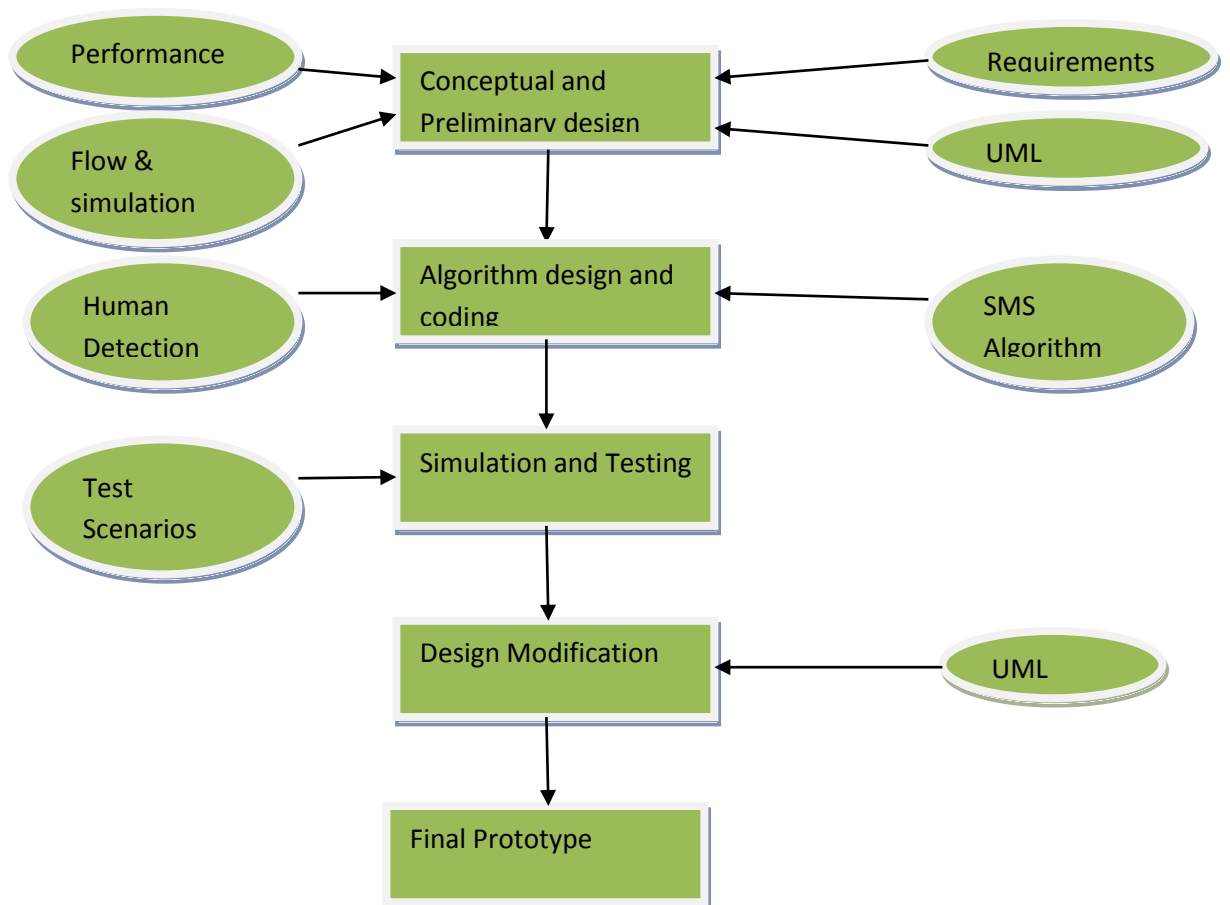 Performance
Conceptual and
Preliminary design
Requirements
Flow &
simulation
UML
Human
Detection
Algorithm design and
coding
SMS
Algorithm
Test
Scenarios
Simulation and Testing
Design Modification
UML
Final Prototype